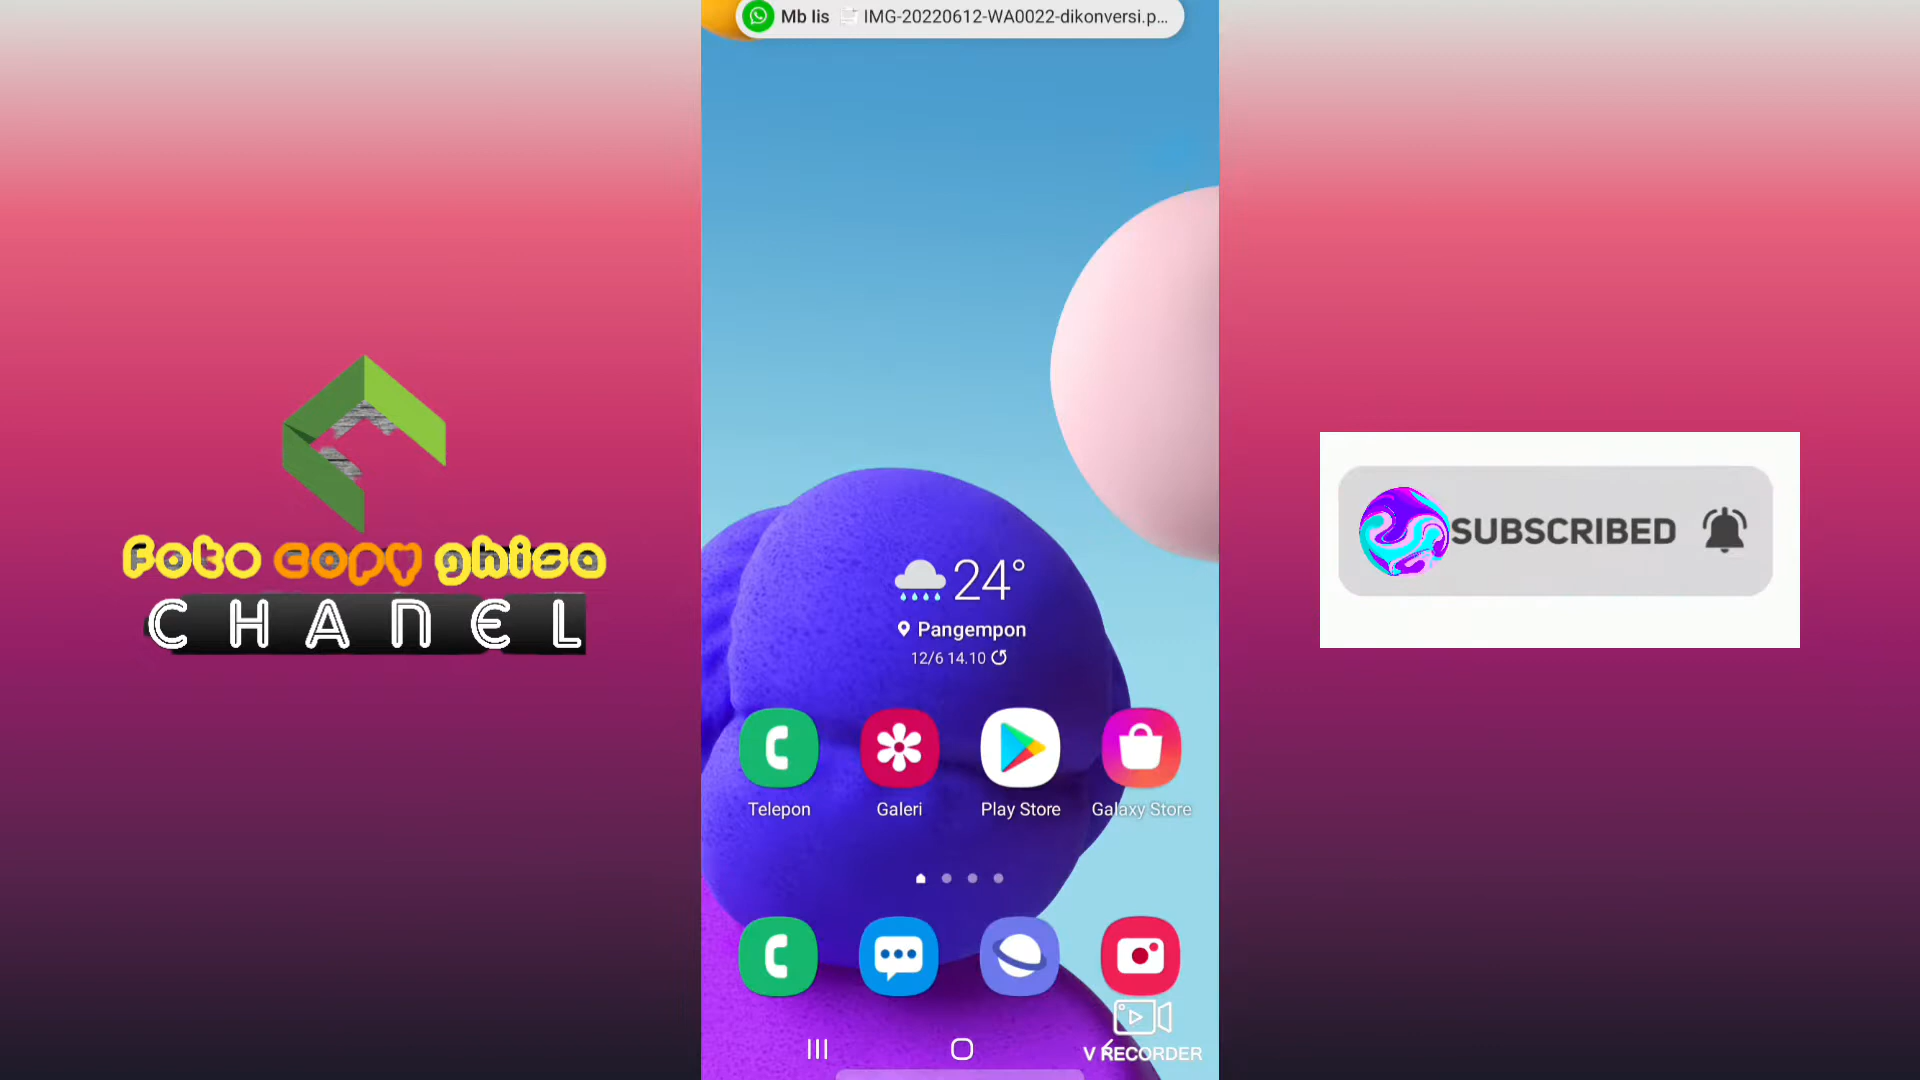 Mb Iis IMG-20220612-WA0022-dikonversi.p...
foto copy ghisa
CHANEL
SUBSCRIBED
24°
Pangempon
12/6 14.10
Telepon
Galeri
Play Store
Galaxy Store
V RECORDER